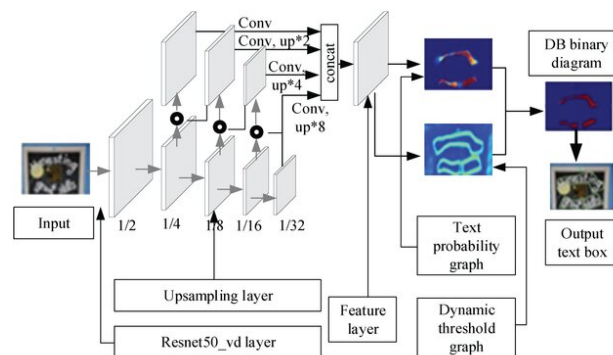 Conv
Conv, up*2
Conv,
up*4
Conv,
up*8
concat
DB binary
diagram
Input
1/2
1/4
1/8
1/16
1/32
Output
text box
Text
probability
graph
Upsampling layer
Feature
layer
Dynamic
threshold
graph
Resnet50_vd layer